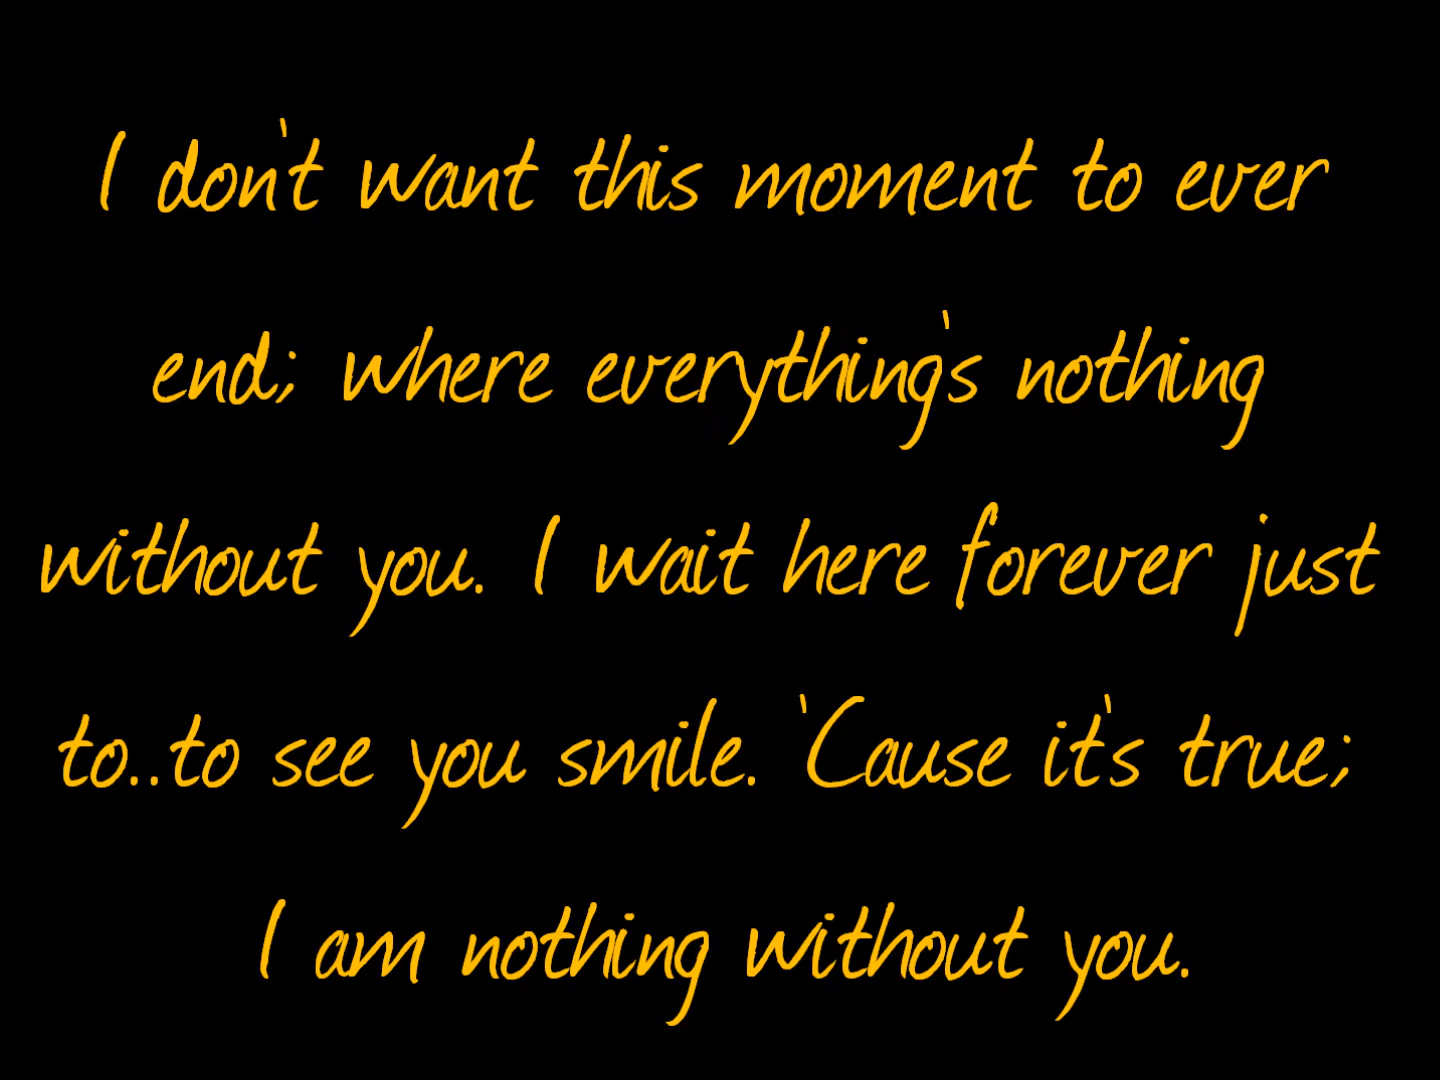 I don't want this moment to ever
end; where everything's nothing
without you. I wait here forever just
to..to see you smile. 'Cause it's true;
I am nothing without you.